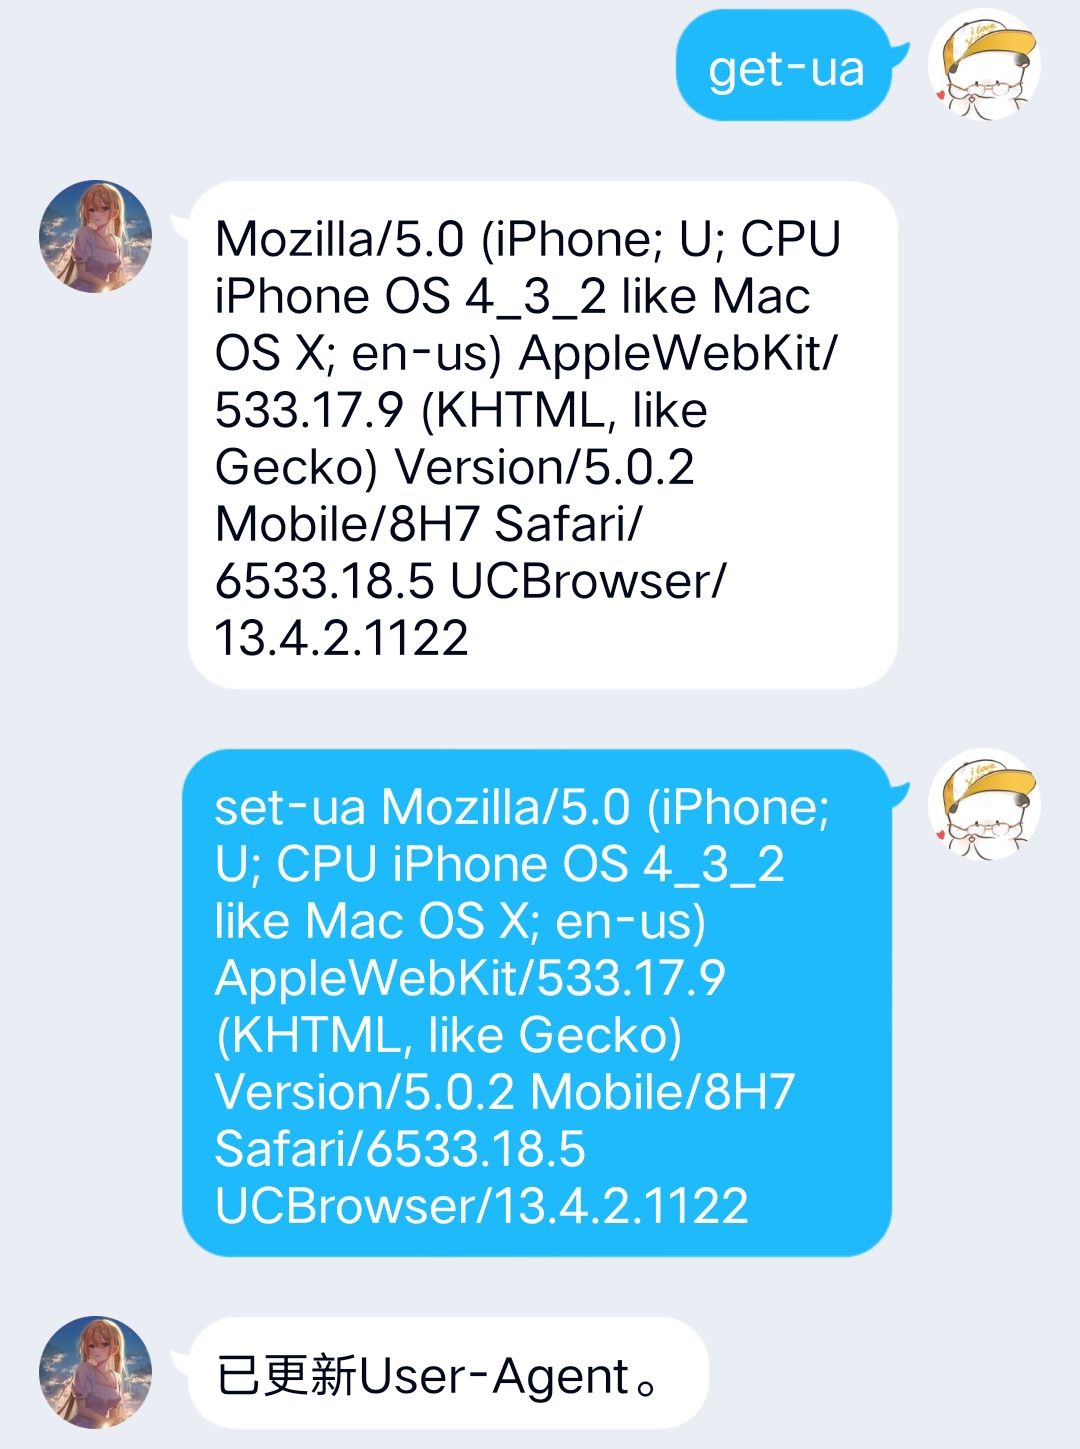 get-ua
Mozilla/5.0 (iPhone; U; CPU
iPhone OS 4_3_2 like Mac
OS X; en-us) AppleWebKit/
533.17.9 (KHTML, like
Gecko) Version/5.0.2
Mobile/8H7 Safari/
6533.18.5 UCBrowser/
13.4.2.1122
set-ua Mozilla/5.0 (iPhone;
U; CPU iPhone OS 4_3_2
like Mac OS X; en-us)
AppleWebKit/533.17.9
(KHTML, like Gecko)
Version/5.0.2 Mobile/8H7
Safari/6533.18.5
UCBrowser/13.4.2.1122
已更新User-Agent。